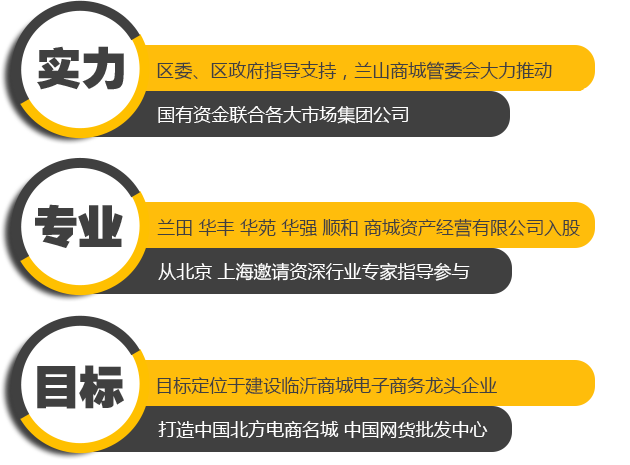 实力
区委、区政府指导支持，兰山商城管委会大力推动
国有资金联合各大市场集团公司
专业
兰田 华丰 华苑 华强 顺和 商城资产经营有限公司入股
从北京 上海邀请资深行业专家指导参与
目标
目标定位于建设临沂商城电子商务龙头企业
打造中国北方电商名城 中国网货批发中心